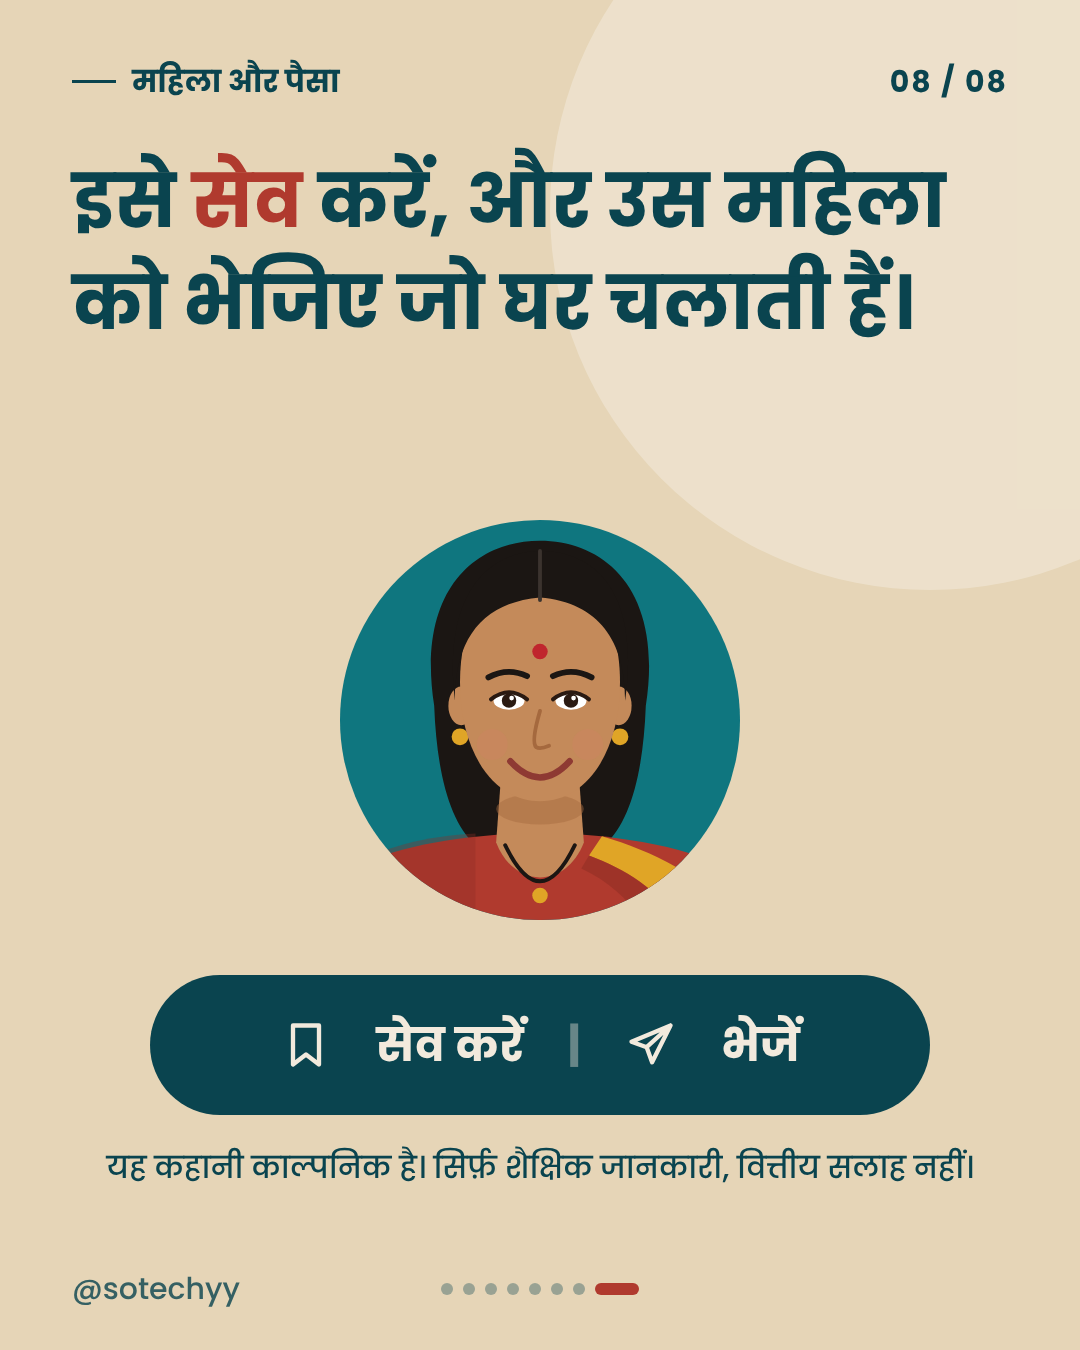 महिला और पैसा
08 / 08
इसे सेव करें, और उस महिला
को भेजिए जो घर चलाती हैं।
सेव करें | भेजें
यह कहानी काल्पनिक है। सिर्फ़ शैक्षिक जानकारी, वित्तीय सलाह नहीं।
@sotechyy